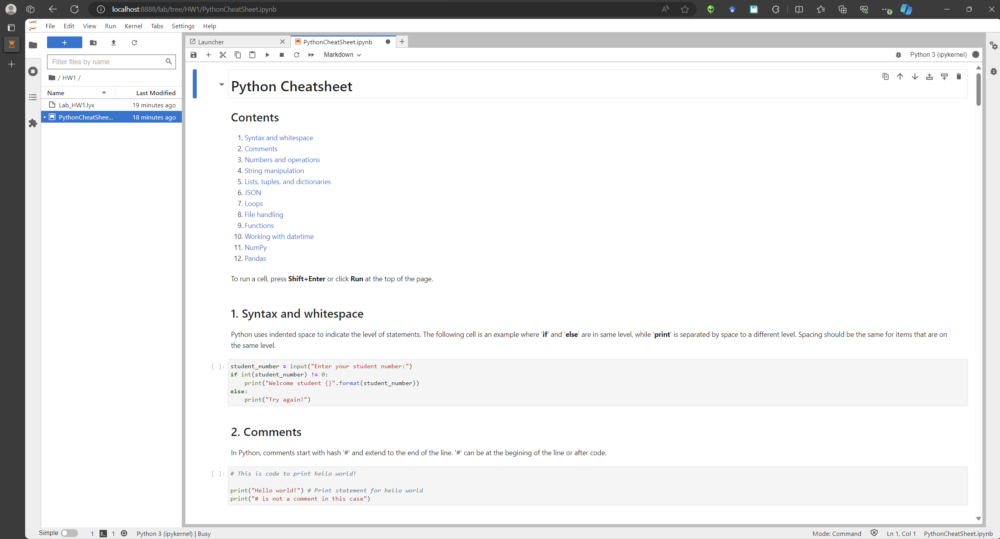 localhost:8888/lab/tree/HW1/PythonCheatSheet.ipynb
File Edit View Run Kernel Tabs Settings Help
+
Filter files by name
/ HW1 /
Name Last Modified
Lab_HW1.lyx 19 minutes ago
• PythonCheatShee... 18 minutes ago
Launcher
PythonCheatSheet.ipynb
Markdown
Python 3 (ipykernel)
Python Cheatsheet
Contents
1. Syntax and whitespace
2. Comments
3. Numbers and operations
4. String manipulation
5. Lists, tuples, and dictionaries
6. JSON
7. Loops
8. File handling
9. Functions
10. Working with datetime
11. NumPy
12. Pandas
To run a cell, press Shift+Enter or click Run at the top of the page.
1. Syntax and whitespace
Python uses indented space to indicate the level of statements. The following cell is an example where 'if' and 'else' are in same level, while 'print' is separated by space to a different level. Spacing should be the same for items that are on
the same level.
[ ]: student_number = input("Enter your student number:")
if int(student_number) != 0:
    print("Welcome student {}".format(student_number))
else:
    print("Try again!")
2. Comments
In Python, comments start with hash '#' and extend to the end of the line. '#' can be at the begining of the line or after code.
[ ]: # This is code to print hello world!
print("Hello world!") # Print statement for hello world
print("# is not a comment in this case")
Simple 1 $_ 1 Python 3 (ipykernel) | Busy
Mode: Command Ln 1, Col 1 PythonCheatSheet.ipynb